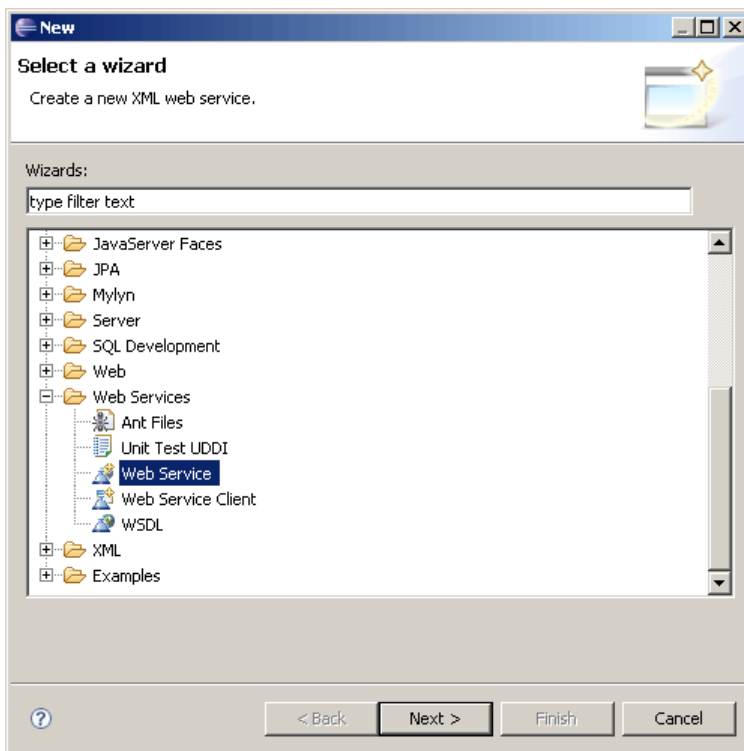 New
Select a wizard
Create a new XML web service.
Wizards:
type filter text
JavaServer Faces
JPA
Mylyn
Server
SQL Development
Web
Web Services
Ant Files
Unit Test UDDI
Web Service
Web Service Client
WSDL
XML
Examples
? < Back Next > Finish Cancel